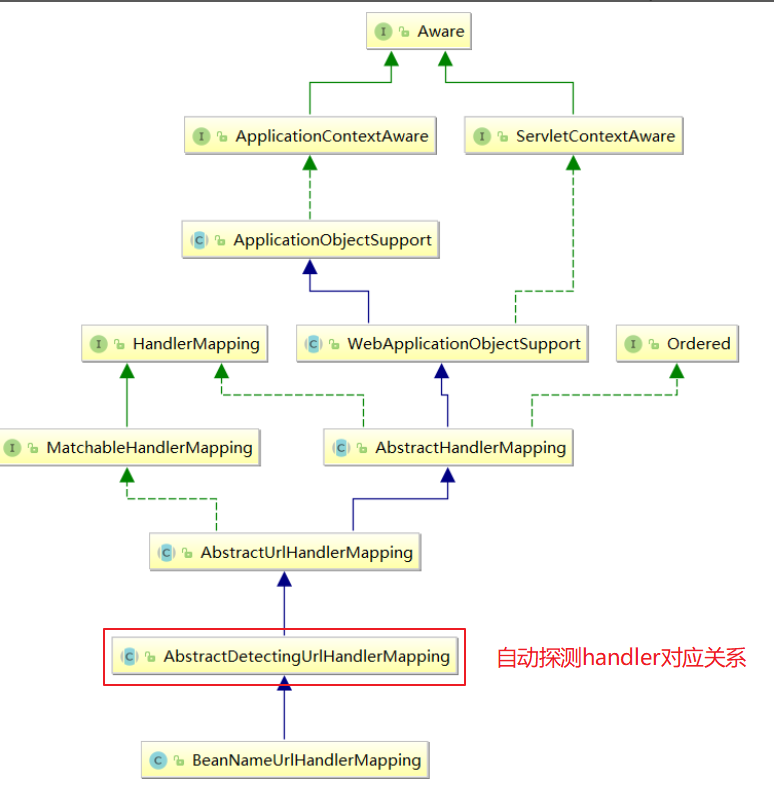 I Aware
I ApplicationContextAware
I ServletContextAware
C ApplicationObjectSupport
I HandlerMapping
C WebApplicationObjectSupport
I Ordered
I MatchableHandlerMapping
C AbstractHandlerMapping
C AbstractUrlHandlerMapping
C AbstractDetectingUrlHandlerMapping
自动探测handler对应关系
C BeanNameUrlHandlerMapping